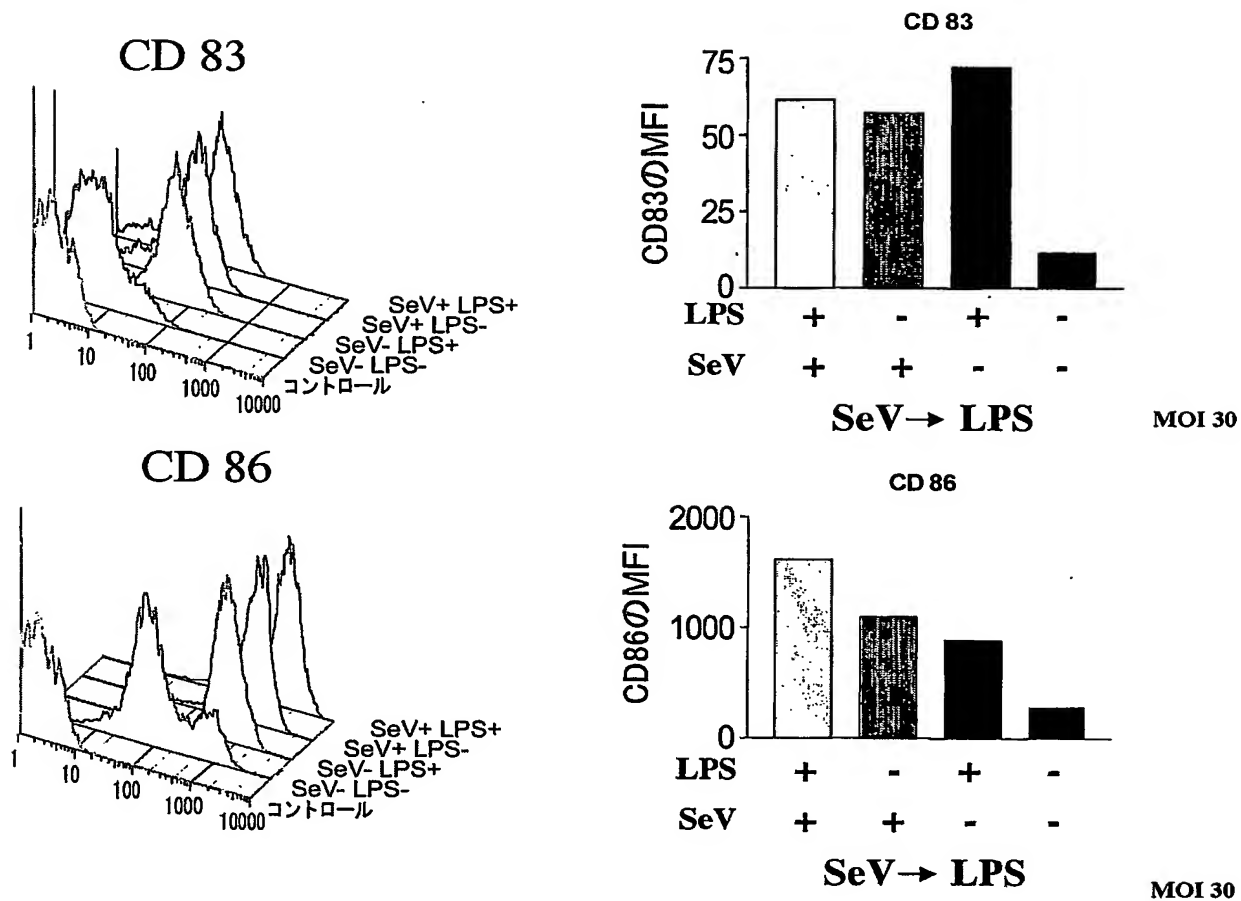 CD 83
1
10
100
1000
10000
SeV+ LPS+
SeV+ LPS-
SeV- LPS+
SeV- LPS-
コントロール
CD 83
CD83のMFI
75
50
25
0
LPS + - + -
SeV + + - -
SeV→ LPS
MOI 30
CD 86
1
10
100
1000
10000
SeV+ LPS+
SeV+ LPS-
SeV- LPS+
SeV- LPS-
コントロール
CD 86
CD86のMFI
2000
1000
0
LPS + - + -
SeV + + - -
SeV→ LPS
MOI 30